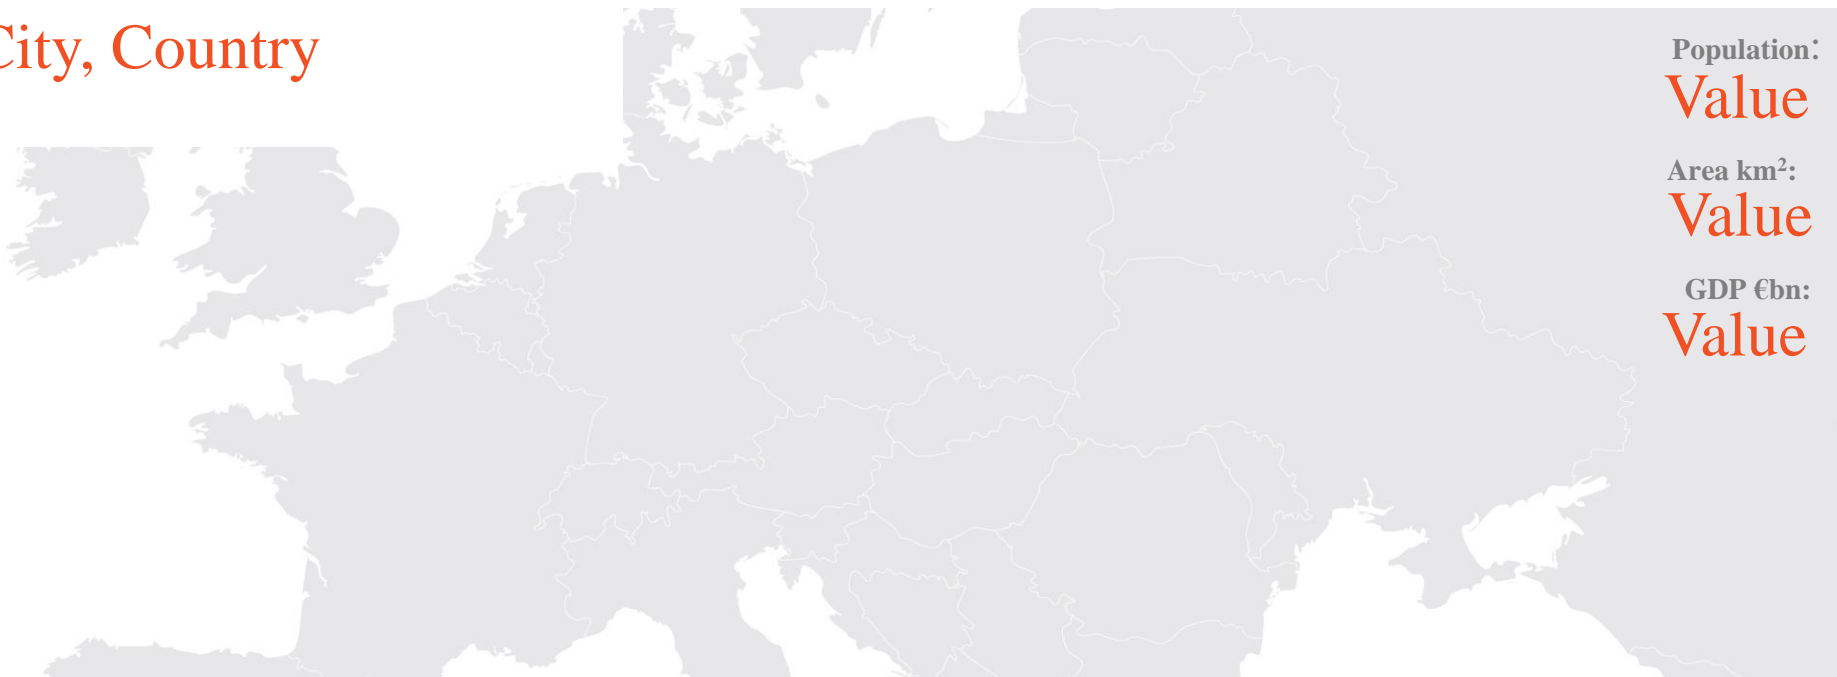 City, Country
Population:
Value
Area km²:
Value
GDP €bn:
Value